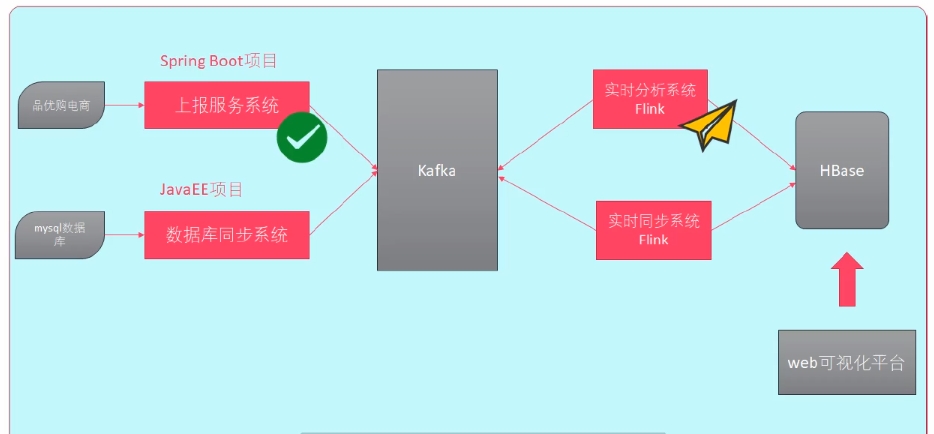 Spring Boot项目
品优购电商
上报服务系统
JavaEE项目
mysql数据
库
数据库同步系统
Kafka
实时分析系统
Flink
实时同步系统
Flink
HBase
web可视化平台